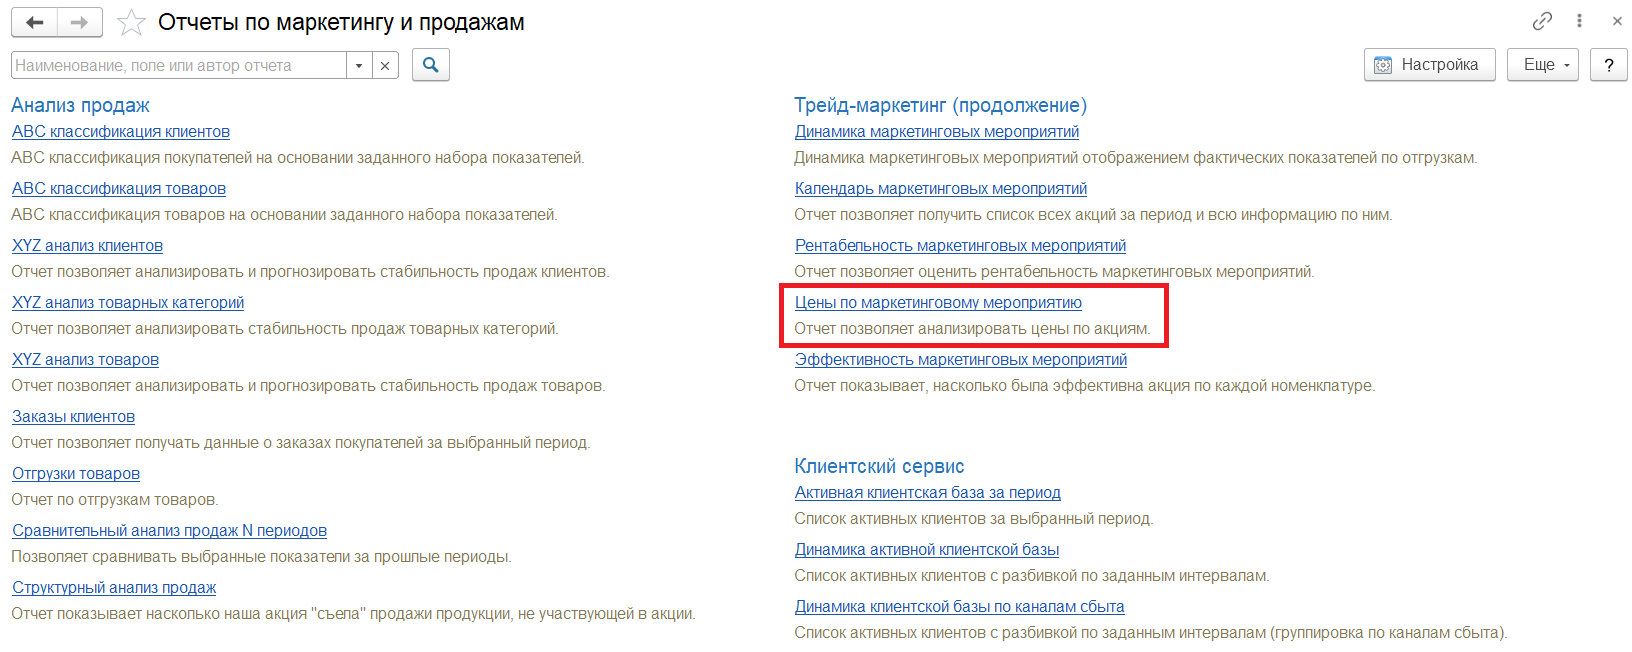 Отчеты по маркетингу и продажам
Наименование, поле или автор отчета
Настройка
Еще
?
Анализ продаж
ABC классификация клиентов
ABC классификация покупателей на основании заданного набора показателей.
ABC классификация товаров
ABC классификация товаров на основании заданного набора показателей.
XYZ анализ клиентов
Отчет позволяет анализировать и прогнозировать стабильность продаж клиентов.
XYZ анализ товарных категорий
Отчет позволяет анализировать стабильность продаж товарных категорий.
XYZ анализ товаров
Отчет позволяет анализировать и прогнозировать стабильность продаж товаров.
Заказы клиентов
Отчет позволяет получать данные о заказах покупателей за выбранный период.
Отгрузки товаров
Отчет по отгрузкам товаров.
Сравнительный анализ продаж N периодов
Позволяет сравнивать выбранные показатели за прошлые периоды.
Структурный анализ продаж
Отчет показывает насколько наша акция "съела" продажи продукции, не участвующей в акции.
Трейд-маркетинг (продолжение)
Динамика маркетинговых мероприятий
Динамика маркетинговых мероприятий отображением фактических показателей по отгрузкам.
Календарь маркетинговых мероприятий
Отчет позволяет получить список всех акций за период и всю информацию по ним.
Рентабельность маркетинговых мероприятий
Отчет позволяет оценить рентабельность маркетинговых мероприятий.
Цены по маркетинговому мероприятию
Отчет позволяет анализировать цены по акциям.
Эффективность маркетинговых мероприятий
Отчет показывает, насколько была эффективна акция по каждой номенклатуре.
Клиентский сервис
Активная клиентская база за период
Список активных клиентов за выбранный период.
Динамика активной клиентской базы
Список активных клиентов с разбивкой по заданным интервалам.
Динамика клиентской базы по каналам сбыта
Список активных клиентов с разбивкой по заданным интервалам (группировка по каналам сбыта).